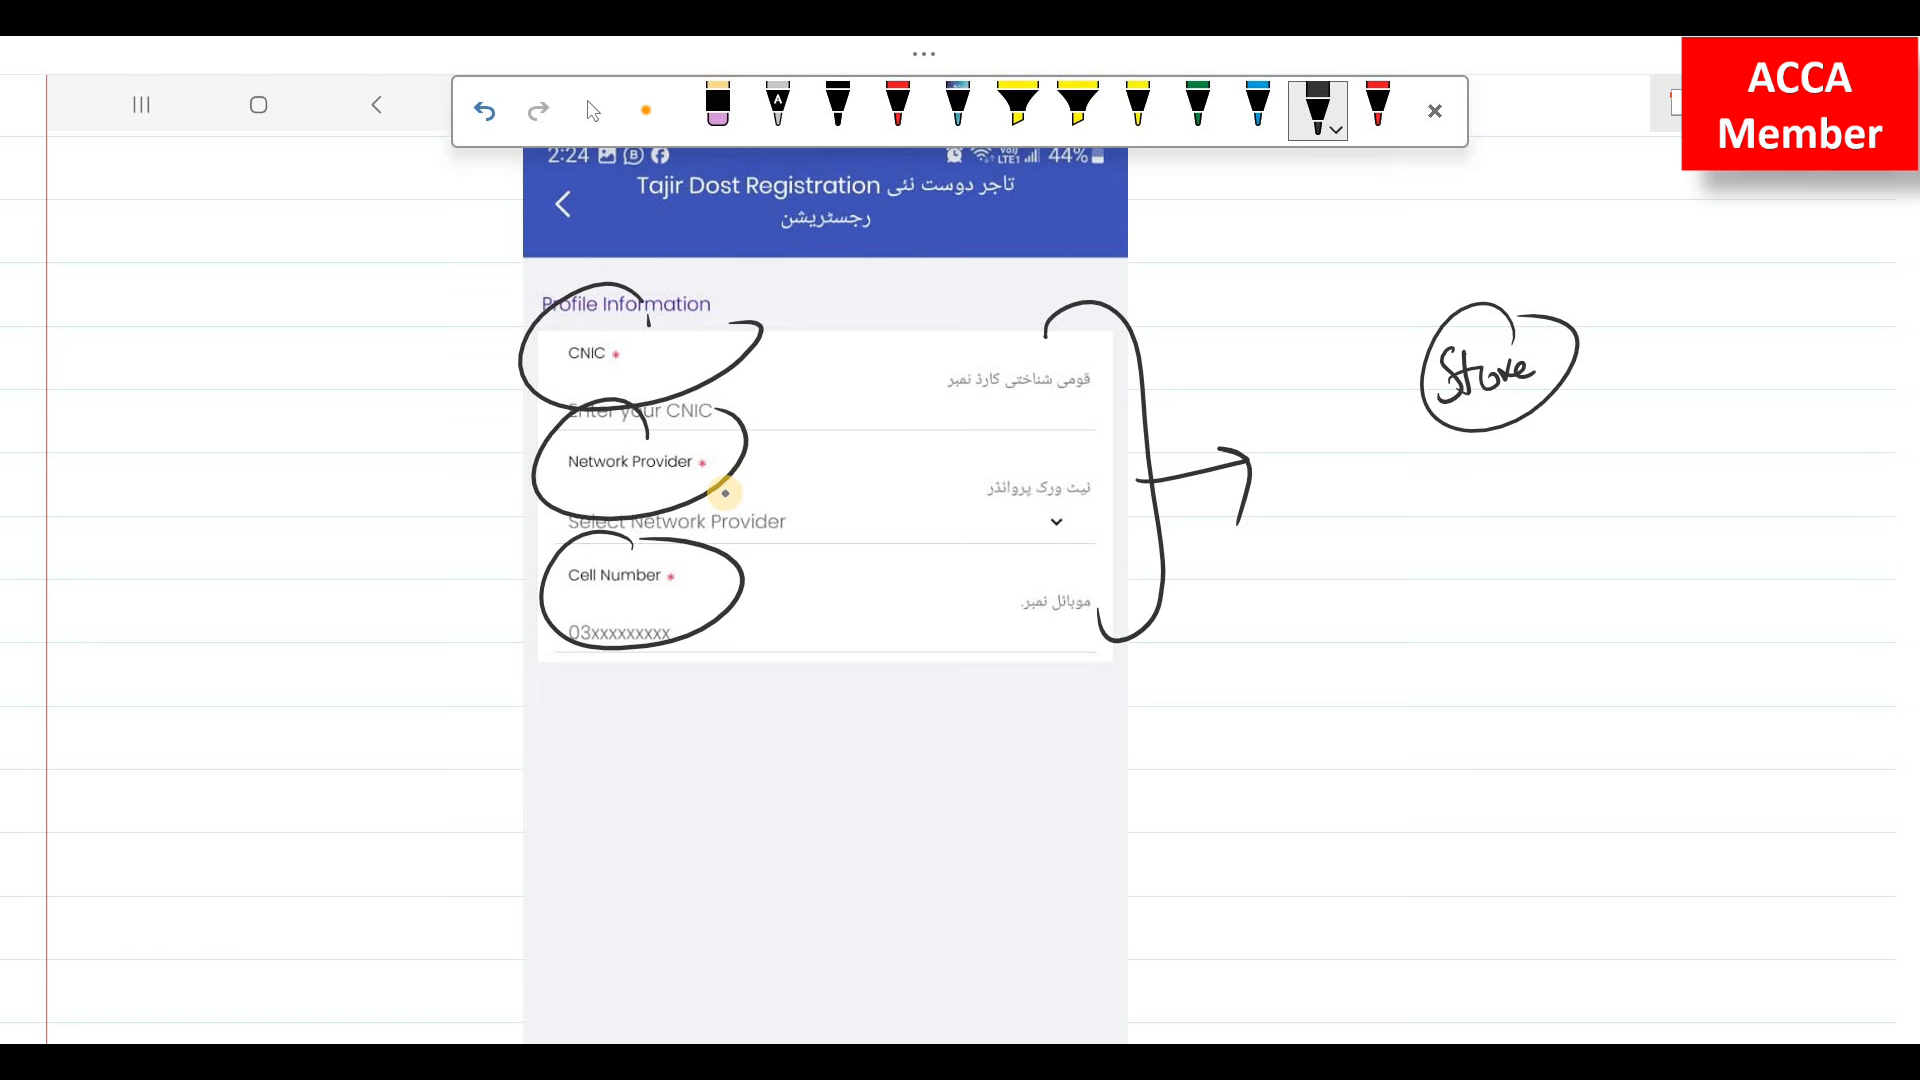 ACCA
Member
A
2:24
44%
Tajir Dost Registration تاجر دوست نئی
رجسٹریشن
Profile Information
CNIC *
قومی شناختی کارڈ نمبر
Enter your CNIC
Network Provider *
نیٹ ورک پروائڈر
Select Network Provider
Cell Number *
موبائل نمبر.
03xxxxxxxxx
Store